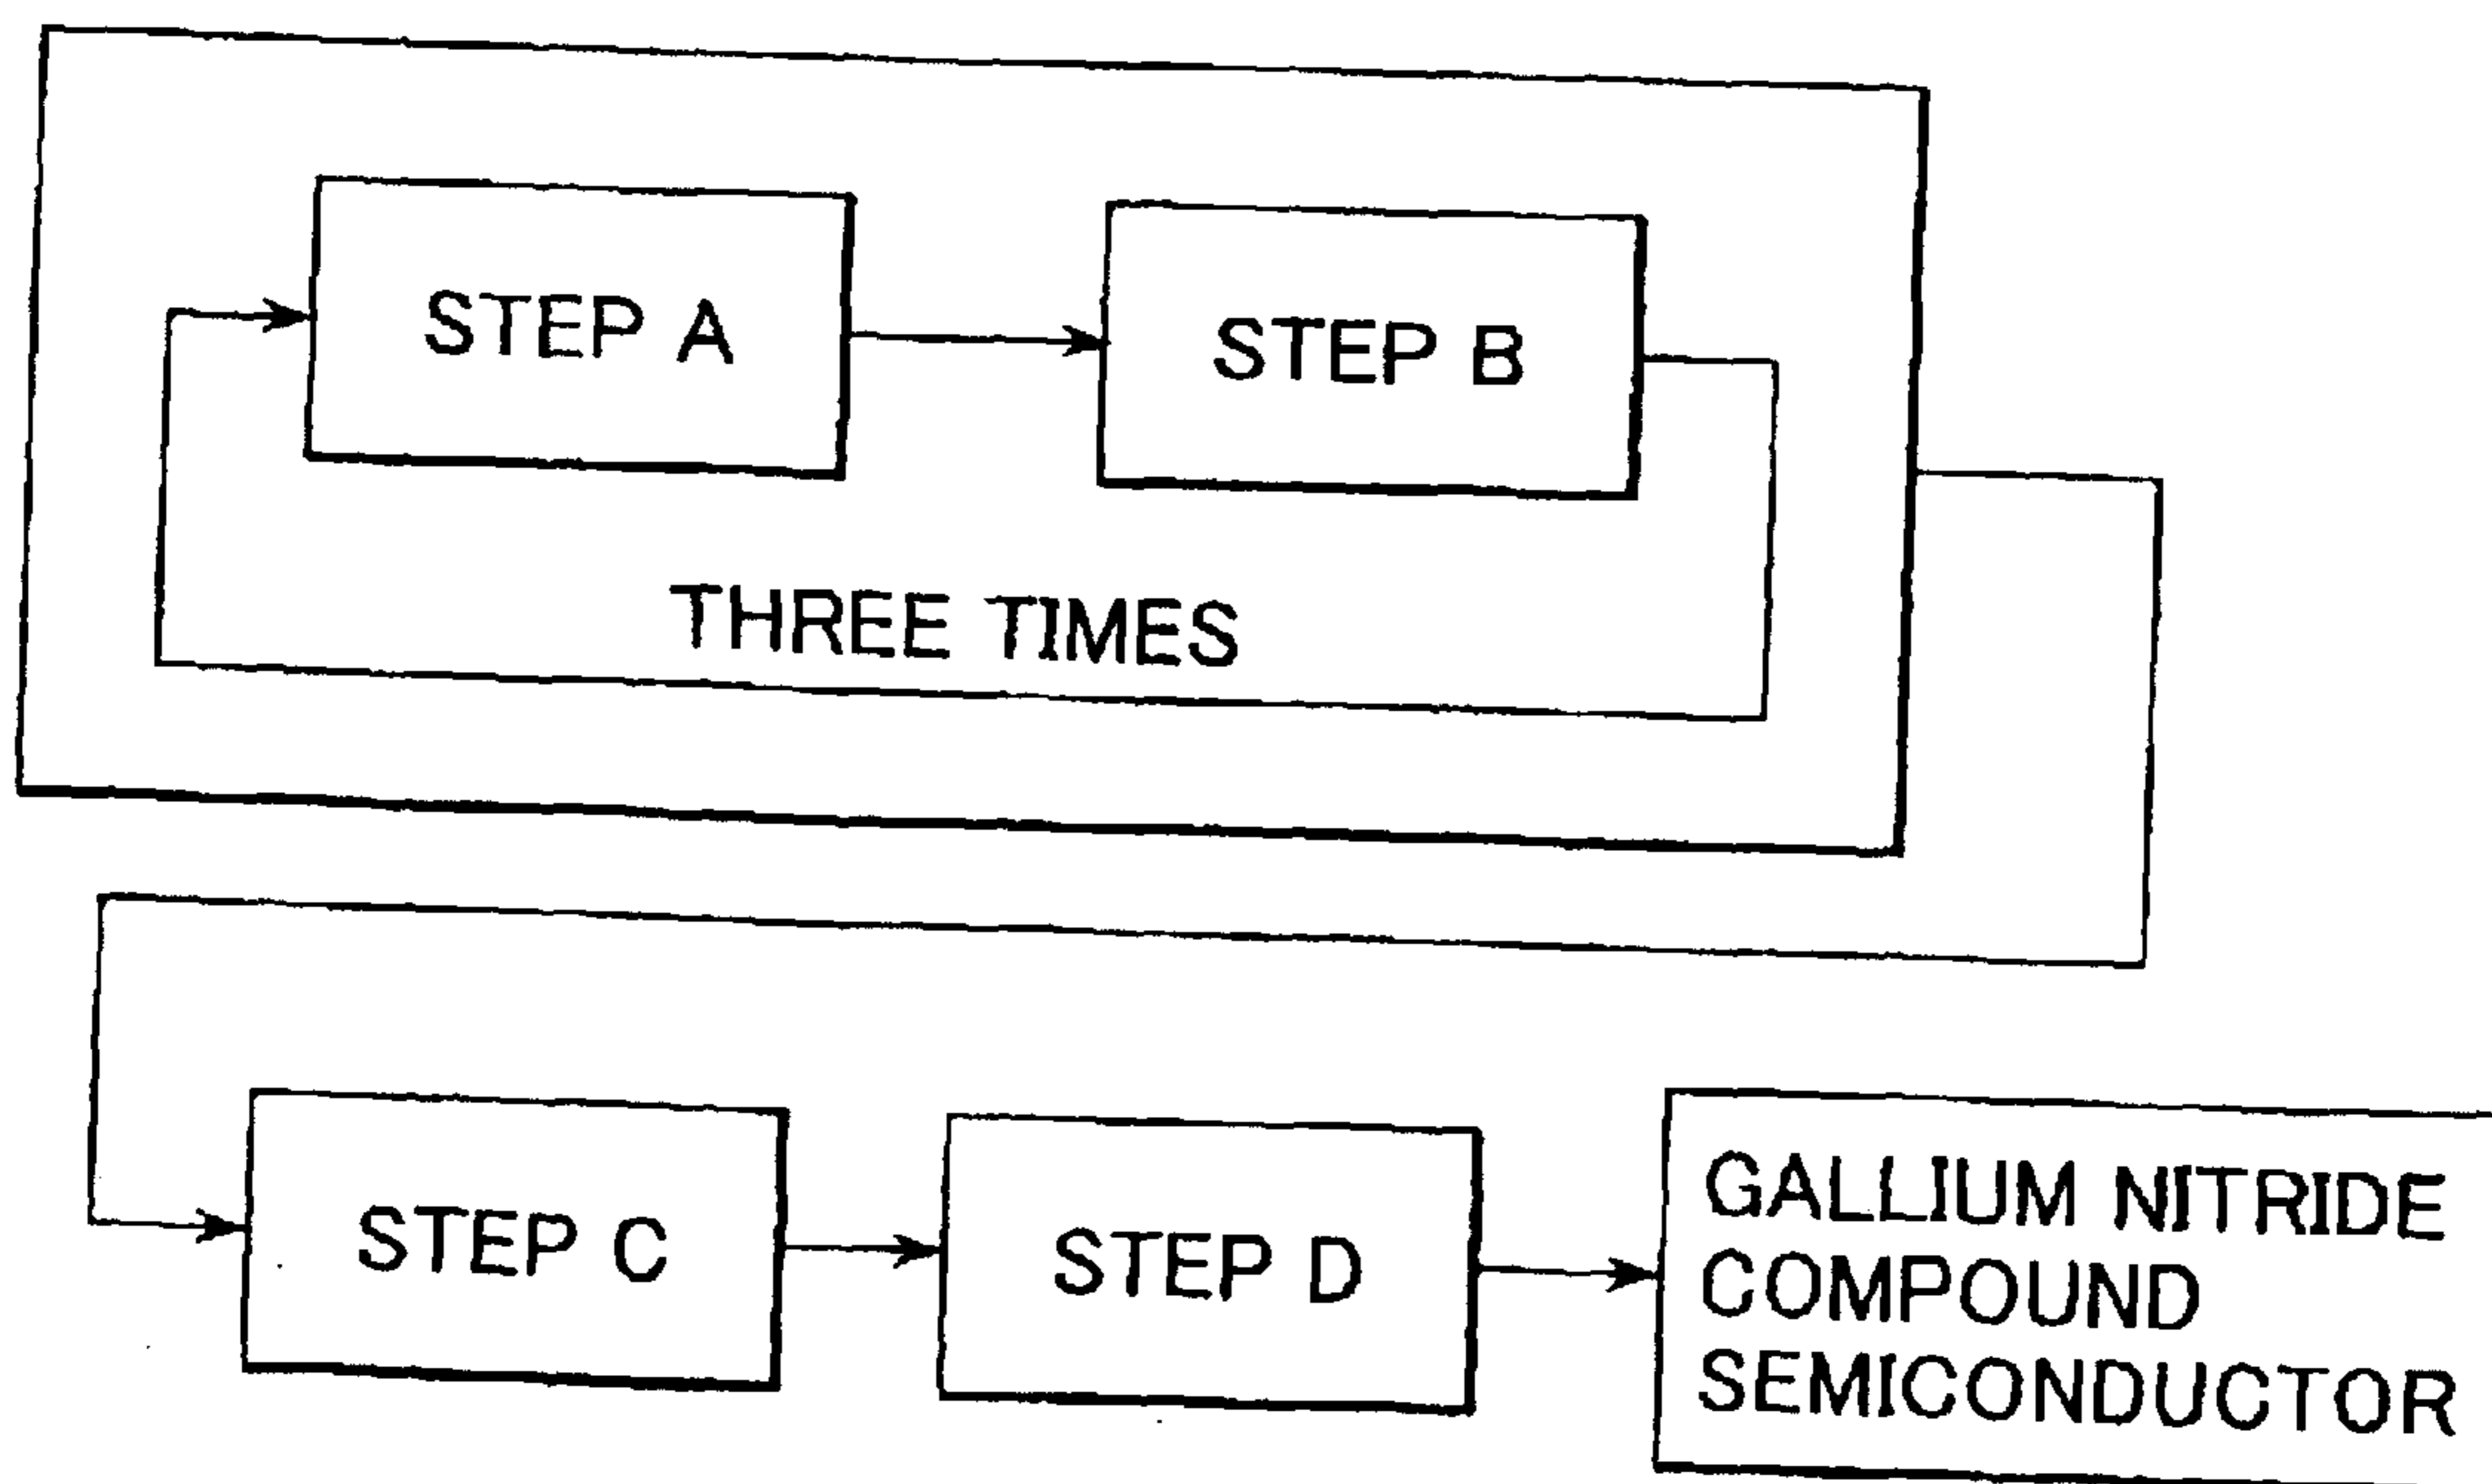 STEP A
STEP B
THREE TIMES
STEP C
STEP D
GALLIUM NITRIDE
COMPOUND
SEMICONDUCTOR